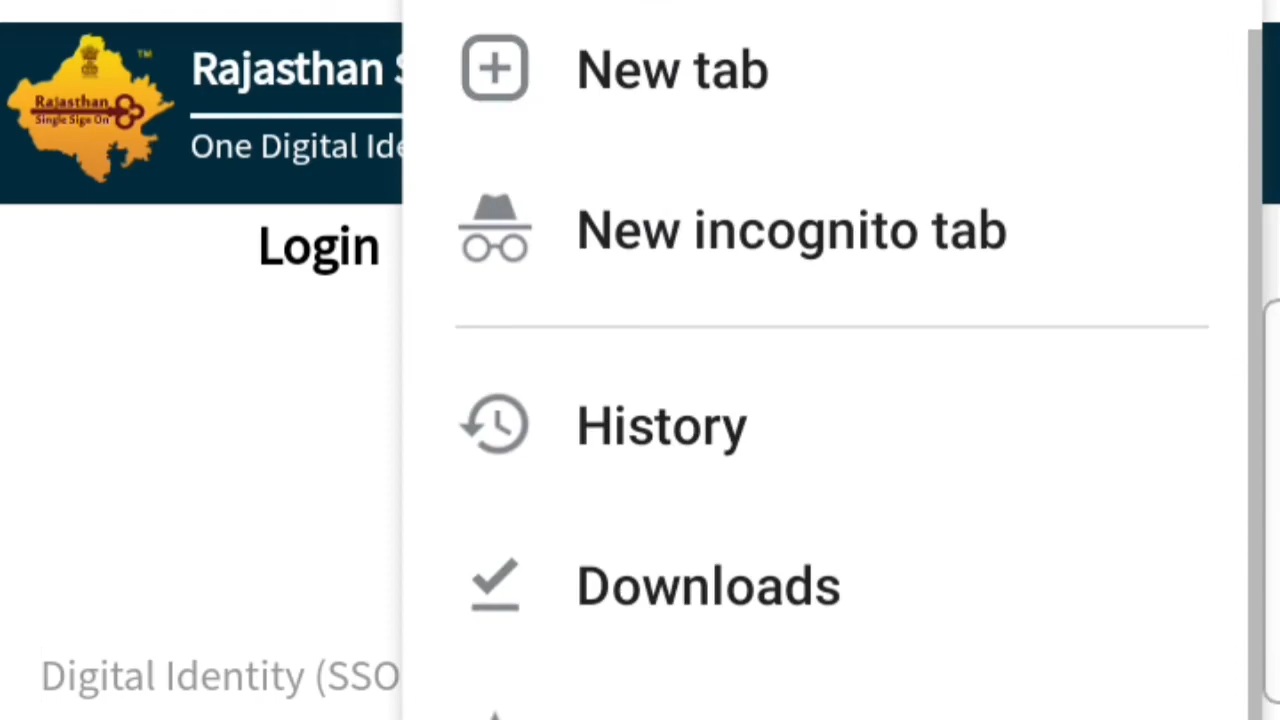 Rajasthan
Single Sign On
TM
Rajasthan
One Digital Ide
Login
Digital Identity (SSO
New tab
New incognito tab
History
Downloads